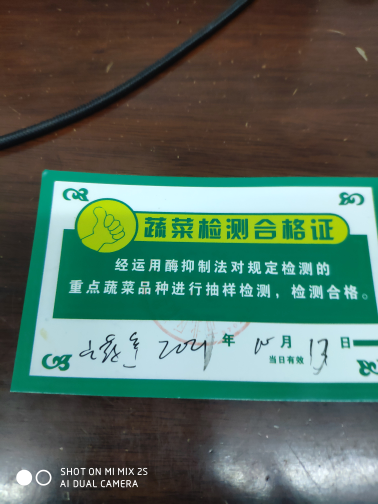 蔬菜检测合格证
经运用酶抑制法对规定检测的
重点蔬菜品种进行抽样检测，检测合格。
2021 年 10 月 13 日
当日有效
SHOT ON MI MIX 2S
AI DUAL CAMERA